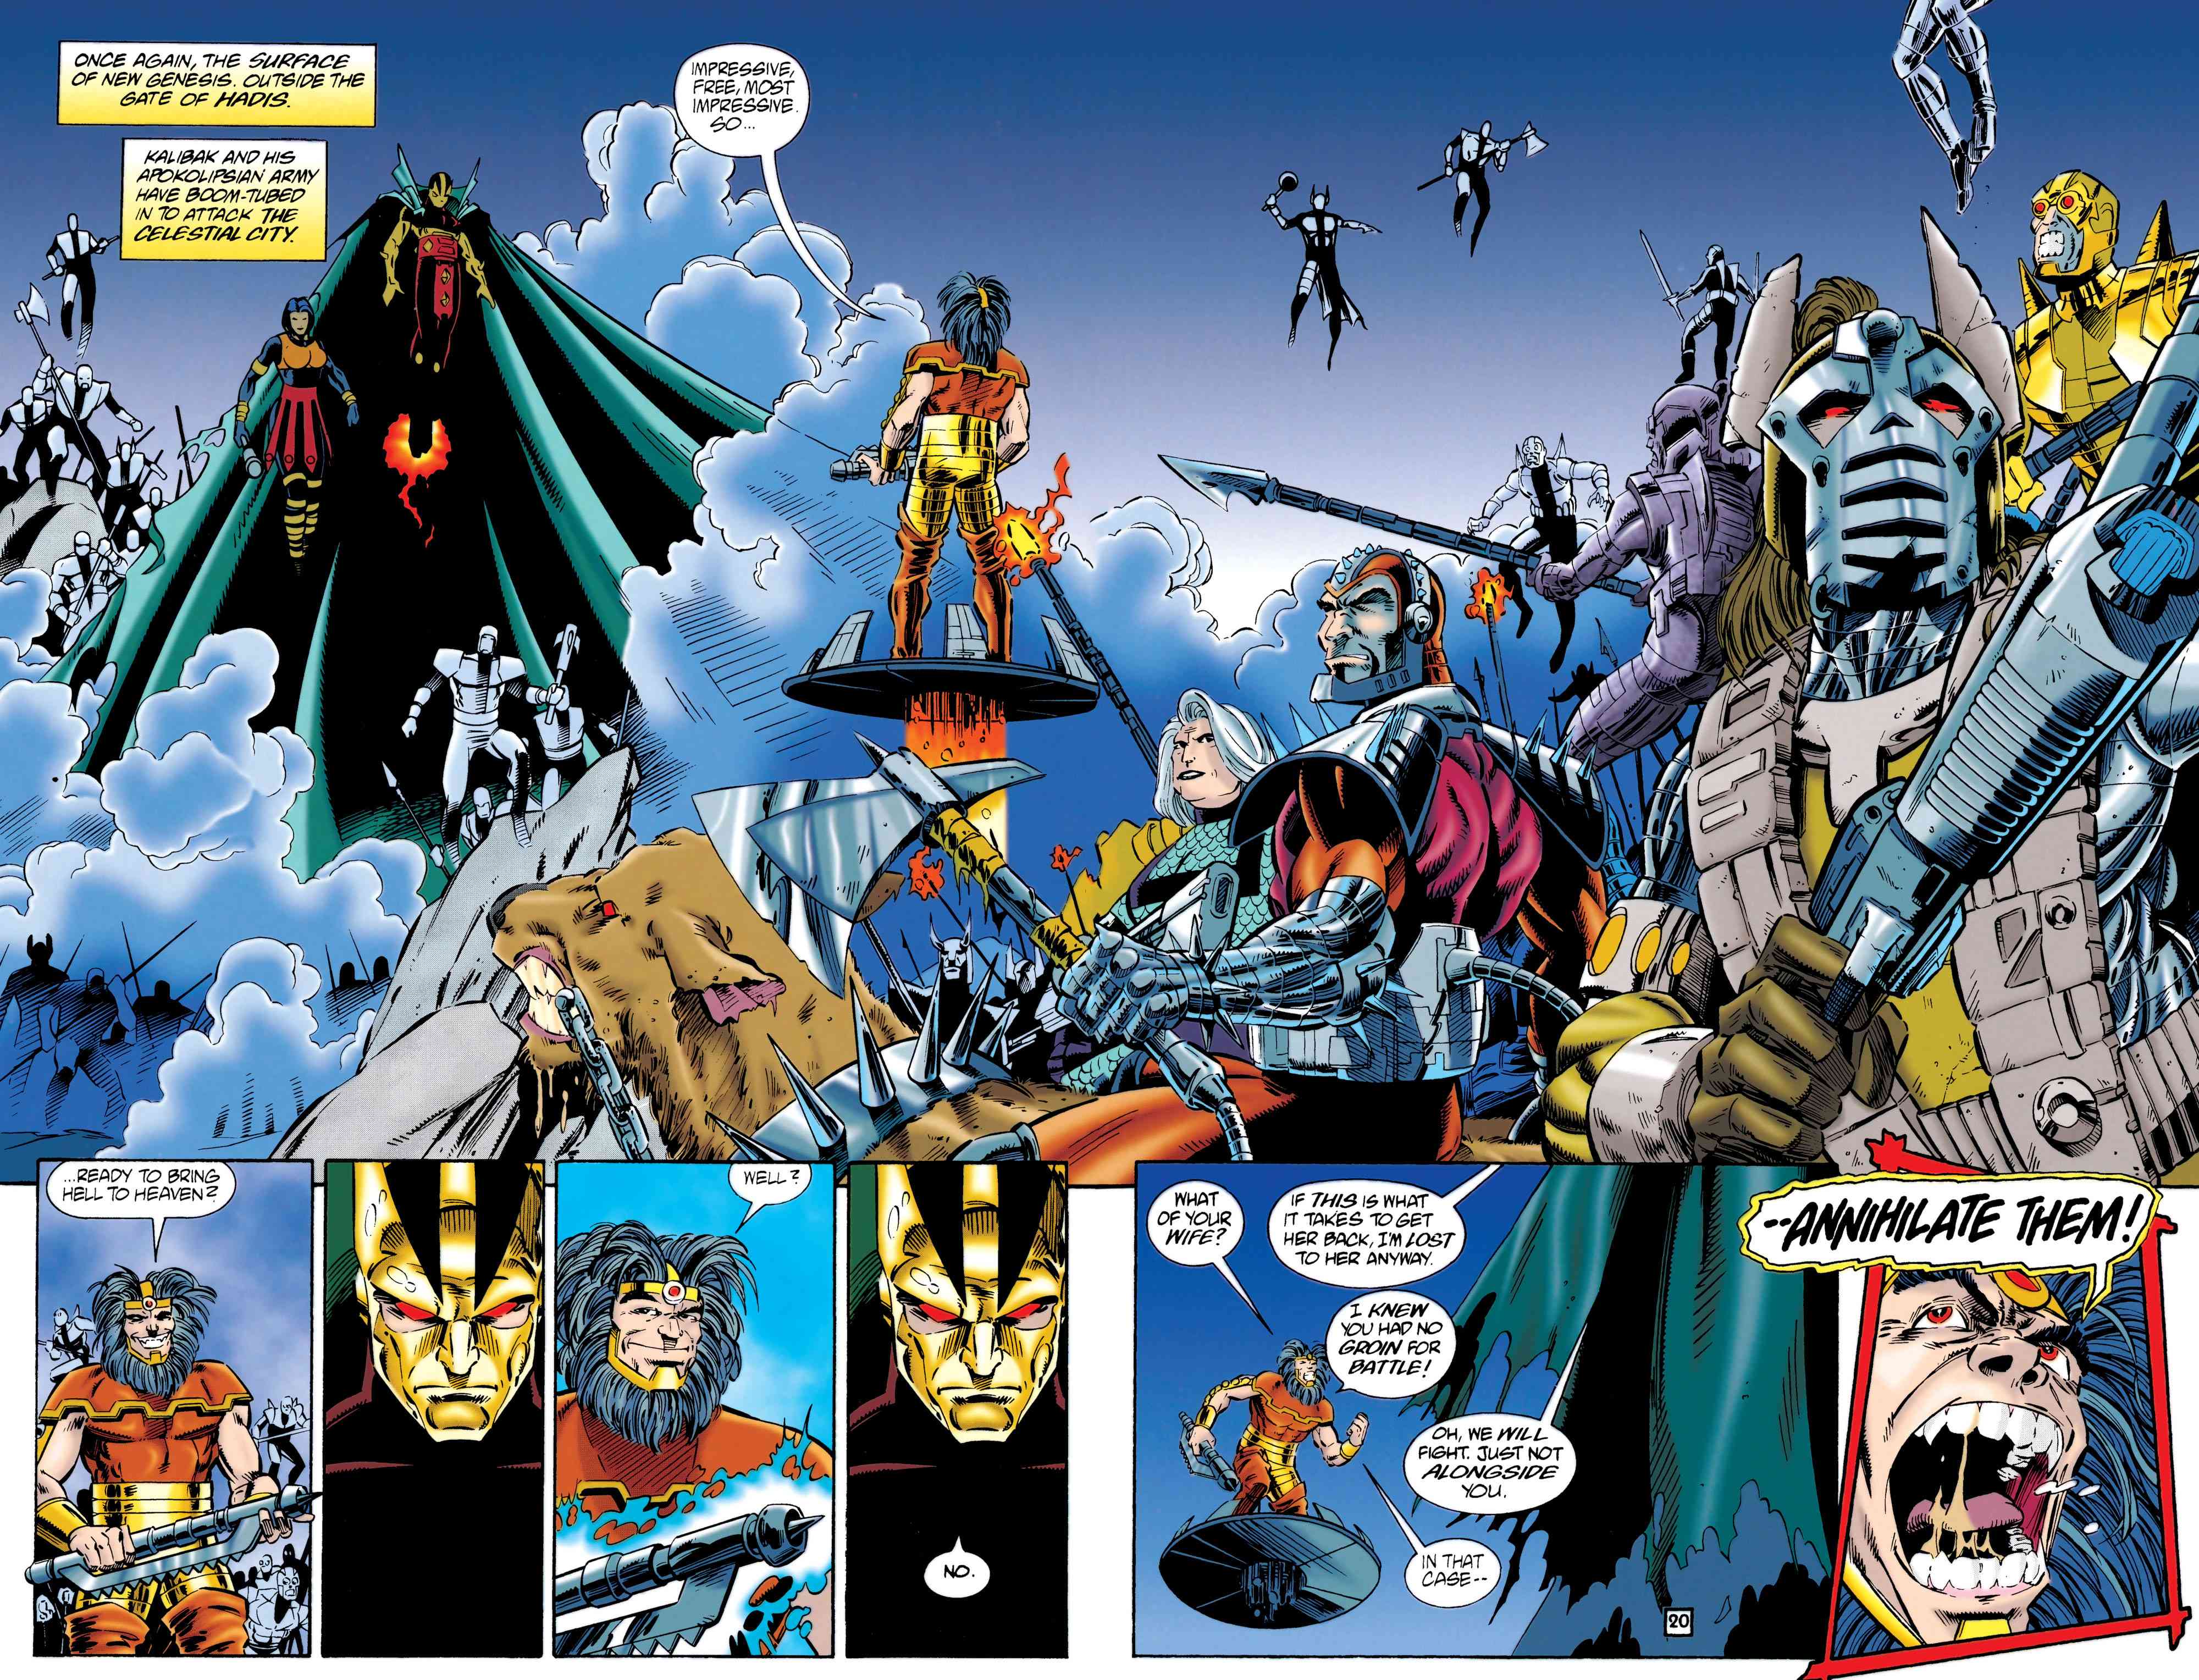 ONCE AGAIN, THE SURFACE
OF NEW GENESIS. OUTSIDE THE
GATE OF HADIS.
KALIBAK AND HIS
APOKOLIPSIAN ARMY
HAVE BOOM-TUBED
IN TO ATTACK THE
CELESTIAL CITY.
IMPRESSIVE,
FREE, MOST
IMPRESSIVE.
SO...
...READY TO BRING
HELL TO HEAVEN?
WELL?
NO.
WHAT
OF YOUR
WIFE?
IF THIS IS WHAT
IT TAKES TO GET
HER BACK, I'M LOST
TO HER ANYWAY.
I KNEW
YOU HAD NO
GROIN FOR
BATTLE!
OH, WE WILL
FIGHT. JUST NOT
ALONGSIDE
YOU.
IN THAT
CASE--
--ANNIHILATE THEM!
20